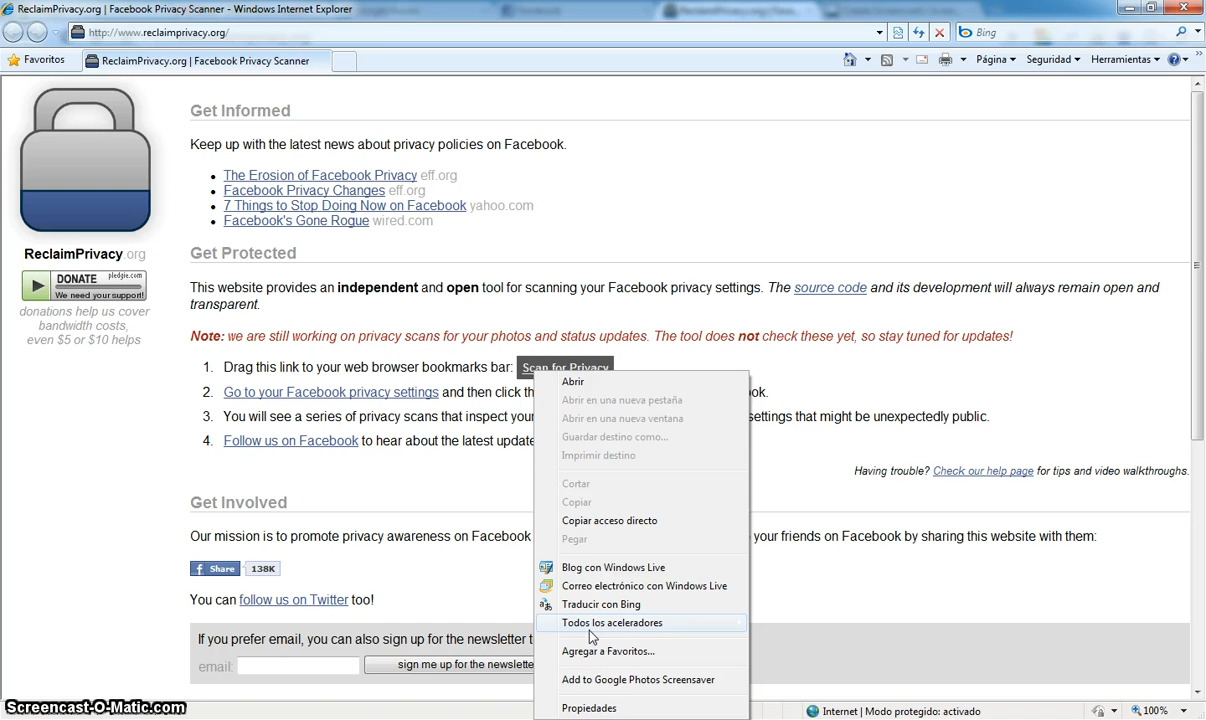 ReclaimPrivacy.org | Facebook Privacy Scanner - Windows Internet Explorer
http://www.reclaimprivacy.org/
Bing
Favoritos
ReclaimPrivacy.org | Facebook Privacy Scanner
Página
Seguridad
Herramientas
Get Informed
Keep up with the latest news about privacy policies on Facebook.
The Erosion of Facebook Privacy eff.org
Facebook Privacy Changes eff.org
7 Things to Stop Doing Now on Facebook yahoo.com
Facebook's Gone Rogue wired.com
ReclaimPrivacy.org
DONATE pledgie.com
We need your support!
donations help us cover
bandwidth costs,
even $5 or $10 helps
Get Protected
This website provides an independent and open tool for scanning your Facebook privacy settings. The source code and its development will always remain open and
transparent.
Note: we are still working on privacy scans for your photos and status updates. The tool does not check these yet, so stay tuned for updates!
1. Drag this link to your web browser bookmarks bar: Scan for Privacy
2. Go to your Facebook privacy settings and then click th
3. You will see a series of privacy scans that inspect your settings that might be unexpectedly public.
4. Follow us on Facebook to hear about the latest update
Having trouble? Check our help page for tips and video walkthroughs.
Get Involved
Our mission is to promote privacy awareness on Facebook your friends on Facebook by sharing this website with them:
Share 138K
You can follow us on Twitter too!
If you prefer email, you can also sign up for the newsletter t
email: sign me up for the newslette
Abrir
Abrir en una nueva pestaña
Abrir en una nueva ventana
Guardar destino como...
Imprimir destino
Cortar
Copiar
Copiar acceso directo
Pegar
Blog con Windows Live
Correo electrónico con Windows Live
Traducir con Bing
Todos los aceleradores
Agregar a Favoritos...
Add to Google Photos Screensaver
Propiedades
Screencast-O-Matic.com
Internet | Modo protegido: activado
100%